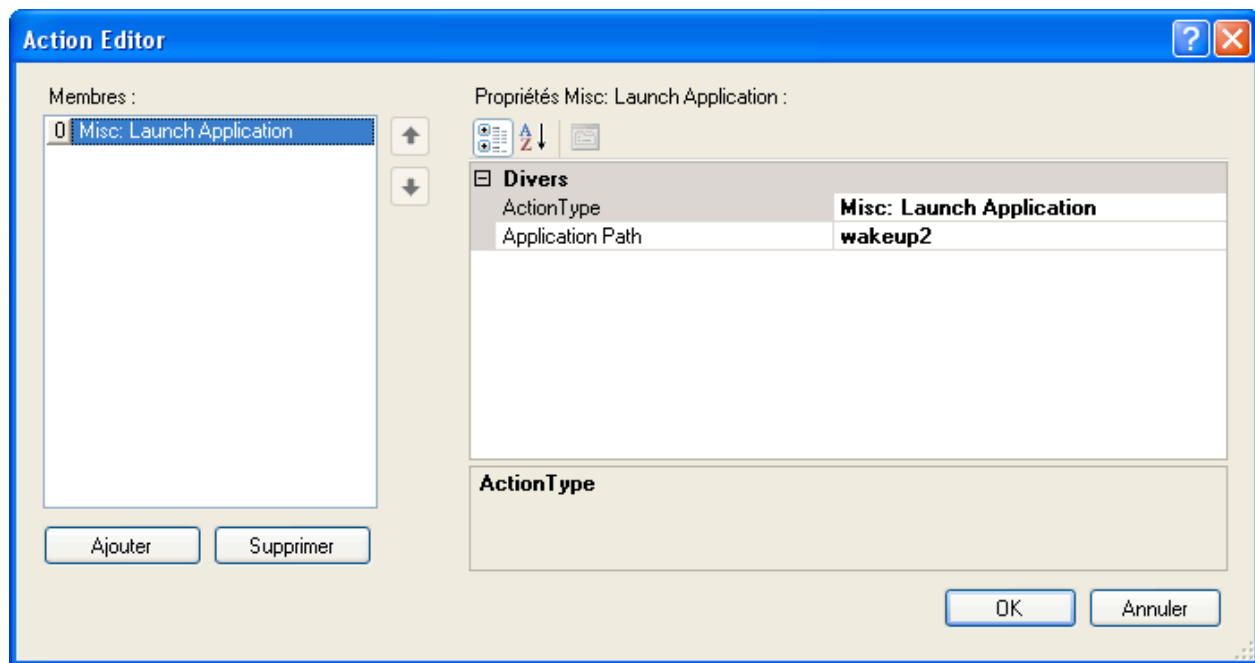 Action Editor
Membres :
Propriétés Misc: Launch Application :
0 Misc: Launch Application
Divers
ActionType Misc: Launch Application
Application Path wakeup2
ActionType
Ajouter Supprimer
OK Annuler